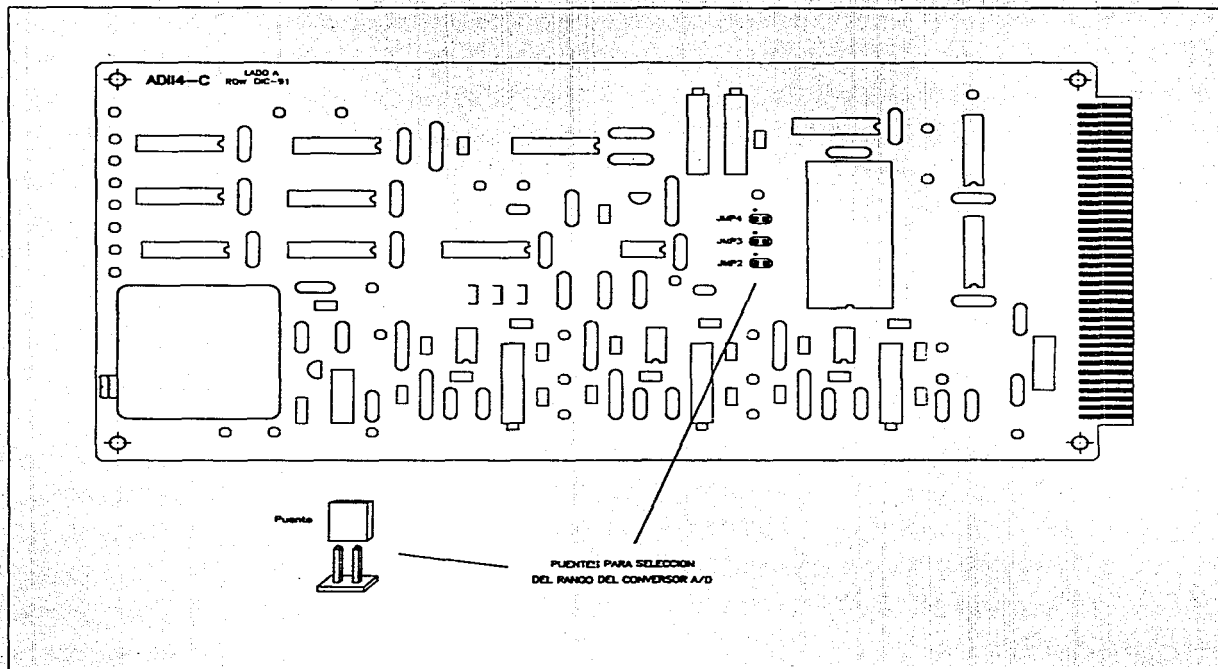 ADII4-C
LADO A
ROW DIC-91
JMP4
JMP3
JMP2
Puente
PUENTES PARA SELECCION
DEL RANGO DEL CONVERSOR A/D